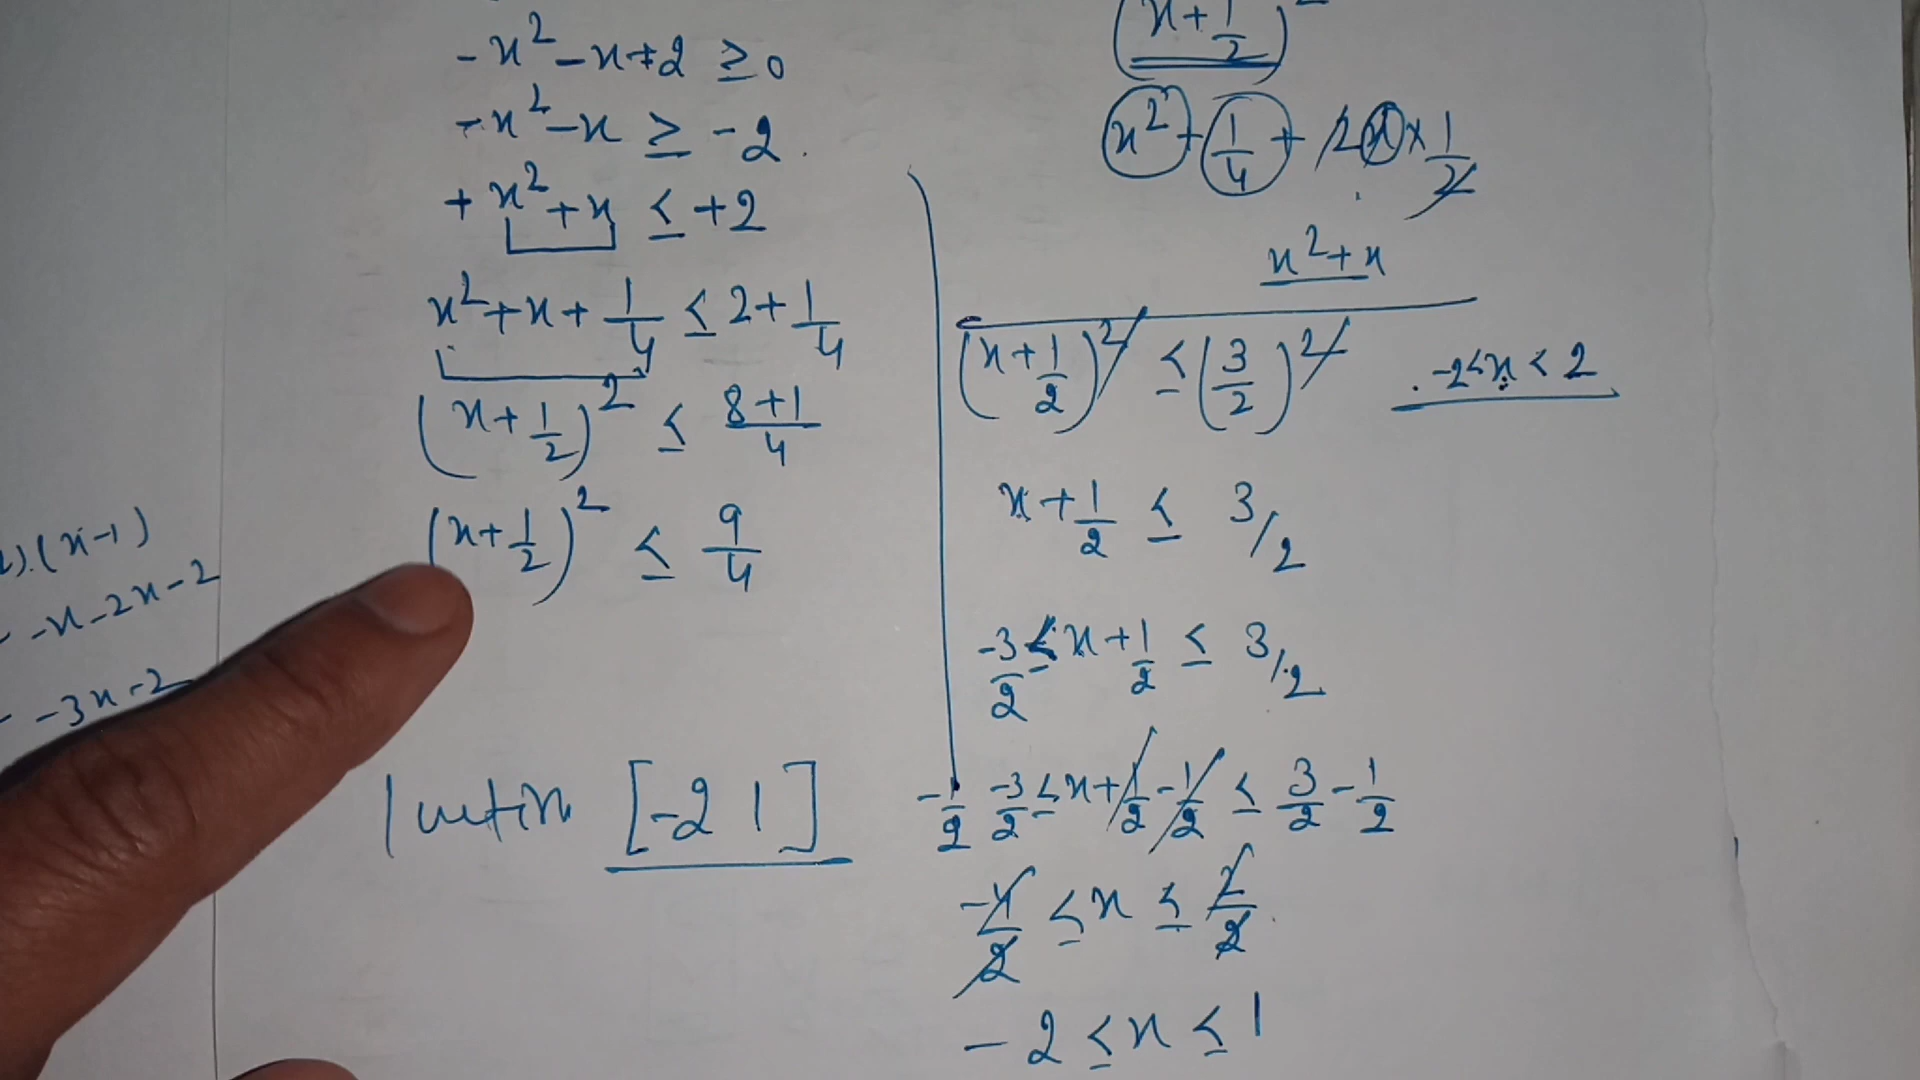 -x² - x + 2 ≥ 0
-x² - x ≥ -2
+ x² + x ≤ +2
x² + x + 1/4 ≤ 2 + 1/4
(x + 1/2)² ≤ (8+1)/4
(x + 1/2)² ≤ 9/4
[-2 1]
(x-1)
-x-2x-2
-3x-2
(x + 1/2)²
x² + 1/4 + 2x × 1/2
x² + x
(x + 1/2)² ≤ (3/2)²
-2<x<2
x + 1/2 ≤ 3/2
-3/2 ≤ x + 1/2 ≤ 3/2
-1/2 -3/2 ≤ x + 1/2 - 1/2 ≤ 3/2 - 1/2
-4/2 ≤ x ≤ 2/2
-2 ≤ x ≤ 1